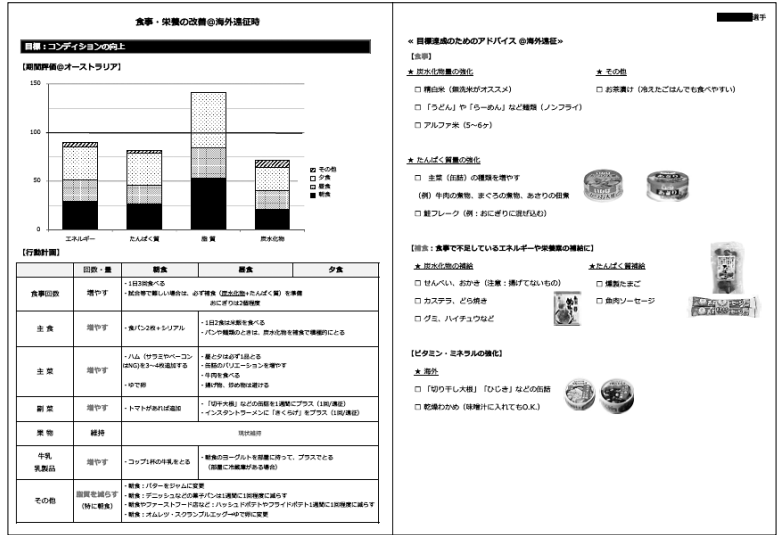 食事・栄養の改善@海外遠征時
目標：コンディションの向上
【期間評価@オーストラリア】
150
100
50
0
エネルギー
たんぱく質
脂 質
炭水化物
その他
夕食
昼食
朝食
【行動計画】
回数・量
朝食
昼食
夕食
食事回数
増やす
・1日3回食べる
・試合等で難しい場合は、必ず補食（炭水化物+たんぱく質）を準備
おにぎりは2個程度
主 食
増やす
・食パン2枚＋シリアル
・1日2食は米飯を食べる
・パンや麺類のときは、炭水化物を補食で積極的にとる
主 菜
増やす
・ハム（サラミやベーコン
はNG)を3〜4枚追加する
・ゆで卵
・昼と夕は必ず1品とる
・缶詰のバリエーションを増やす
・牛肉を食べる
・揚げ物、炒め物は避ける
副 菜
増やす
・トマトがあれば追加
・「切干大根」などの缶詰を1週間にプラス（1回/遠征）
・インスタントラーメンに「きくらげ」をプラス（1回/遠征）
果 物
維持
現状維持
牛乳
乳製品
増やす
・コップ1杯の牛乳をとる
・朝食のヨーグルトを部屋に持って、プラスでとる
（部屋に冷蔵庫がある場合）
その他
脂質を減らす
（特に朝食）
・朝食：バターをジャムに変更
・朝食：デニッシュなどの菓子パンは1週間に1回程度に減らす
・朝食やファーストフード店など：ハッシュドポテトやフライドポテト1週間に1回程度に減らす
・朝食：オムレツ・スクランブルエッグ→ゆで卵に変更
選手
≪ 目標達成のためのアドバイス @海外遠征≫
【食事】
★ 炭水化物量の強化
□ 精白米（無洗米がオススメ）
□ 「うどん」や「らーめん」など麺類（ノンフライ）
□ アルファ米（5〜6ヶ）
★ その他
□ お茶漬け（冷えたごはんでも食べやすい）
★ たんぱく質量の強化
□ 主菜（缶詰）の種類を増やす
（例）牛肉の煮物、まぐろの煮物、あさりの佃煮
□ 鮭フレーク（例：おにぎりに混ぜ込む）
【補食：食事で不足しているエネルギーや栄養素の補給に】
★ 炭水化物の補給
□ せんべい、おかき（注意：揚げてないもの）
□ カステラ、どら焼き
□ グミ、ハイチュウなど
★たんぱく質補給
□ 燻製たまご
□ 魚肉ソーセージ
【ビタミン・ミネラルの強化】
★ 海外
□ 「切り干し大根」「ひじき」などの缶詰
□ 乾燥わかめ（味噌汁に入れてもO.K.）